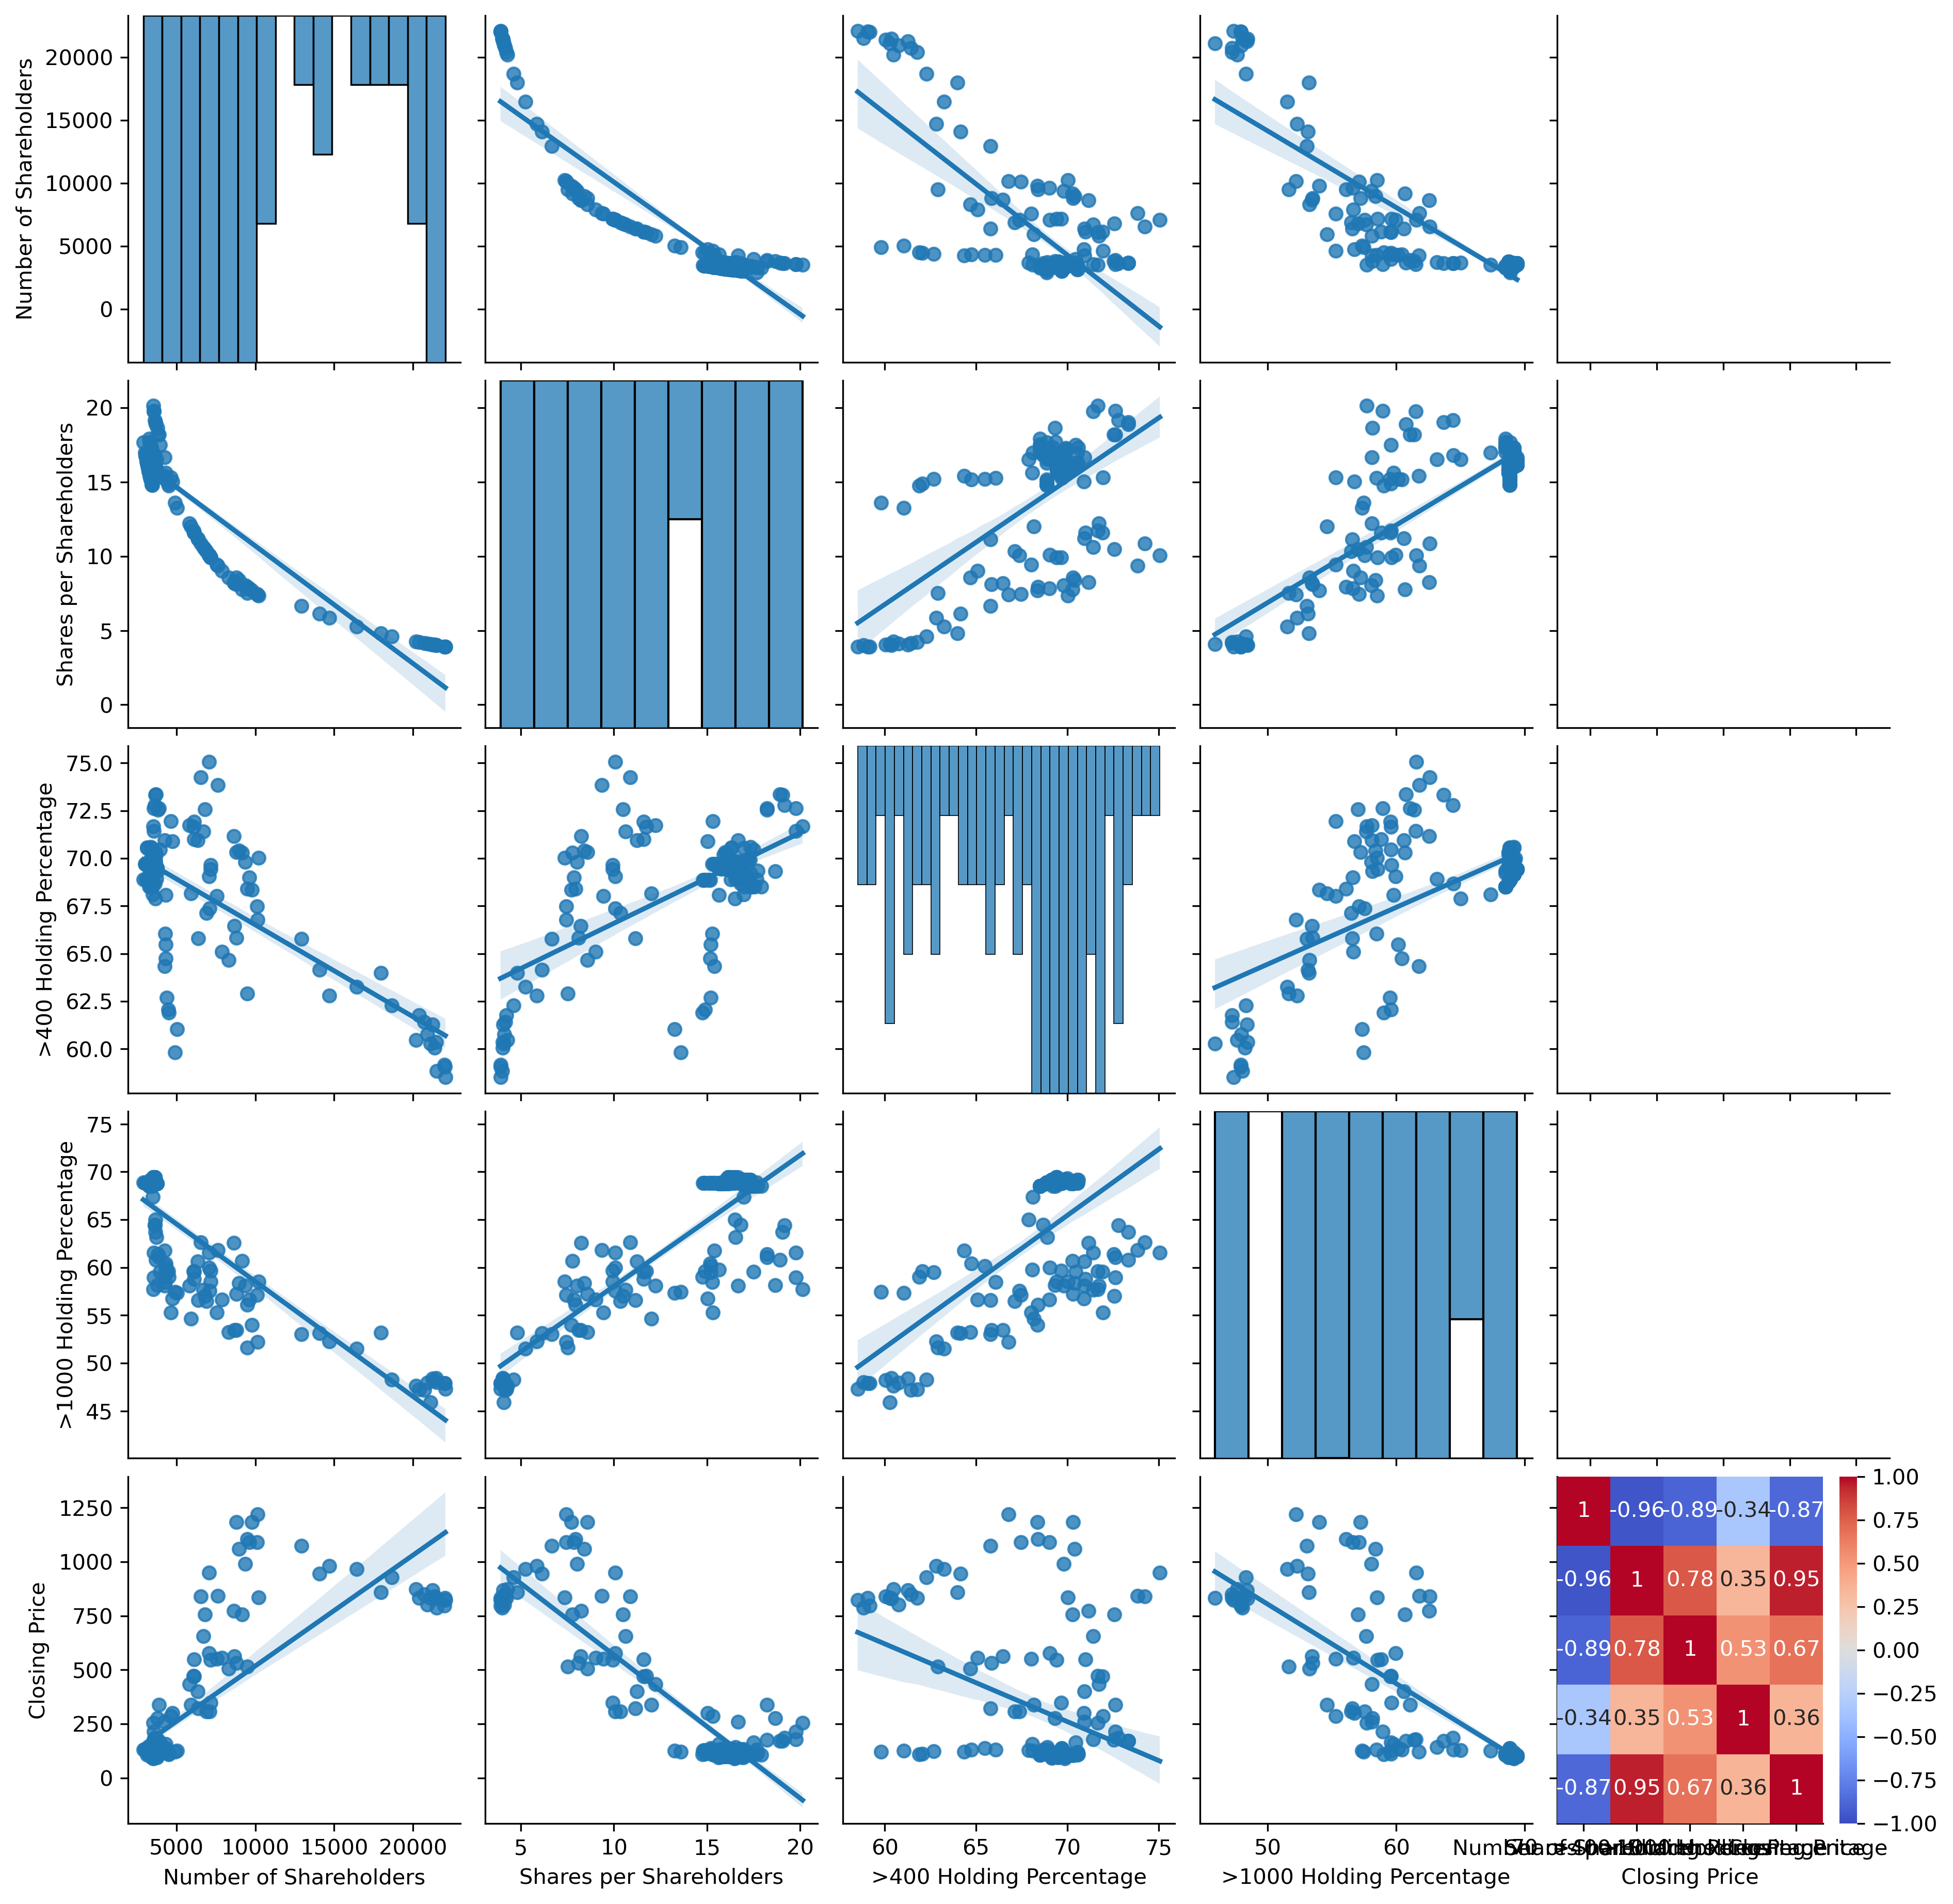 20000
15000
10000
5000
0
Number of Shareholders
20
15
10
5
0
Shares per Shareholders
75.0
72.5
70.0
67.5
65.0
62.5
60.0
>400 Holding Percentage
75
70
65
60
55
50
45
>1000 Holding Percentage
1250
1000
750
500
250
0
Closing Price
1 -0.96 -0.89 -0.34 -0.87
-0.96 1 0.78 0.35 0.95
-0.89 0.78 1 0.53 0.67
-0.34 0.35 0.53 1 0.36
-0.87 0.95 0.67 0.36 1
1.00
0.75
0.50
0.25
0.00
−0.25
−0.50
−0.75
−1.00
5000 10000 15000 20000
5 10 15 20
60 65 70 75
50 60 70
Number of Shareholders
Shares per Shareholders
>400 Holding Percentage
>1000 Holding Percentage
Closing Price